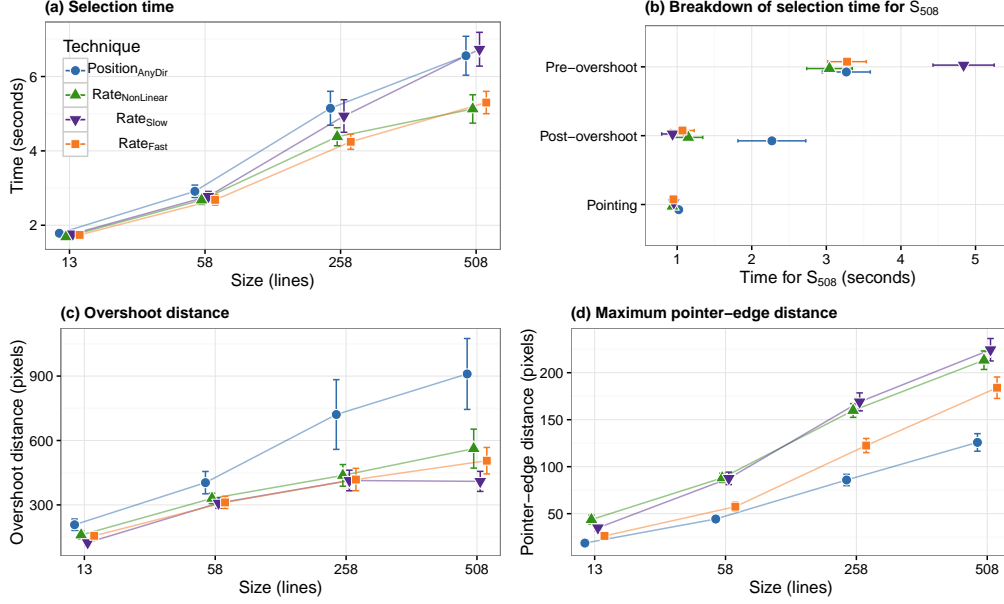 (a) Selection time
Time (seconds)
6
4
2
Technique
Position_AnyDir
Rate_NonLinear
Rate_Slow
Rate_Fast
13 58 258 508
Size (lines)
(b) Breakdown of selection time for S_508
Pre−overshoot
Post−overshoot
Pointing
1 2 3 4 5
Time for S_508 (seconds)
(c) Overshoot distance
Overshoot distance (pixels)
900
600
300
13 58 258 508
Size (lines)
(d) Maximum pointer−edge distance
Pointer−edge distance (pixels)
200
150
100
50
13 58 258 508
Size (lines)